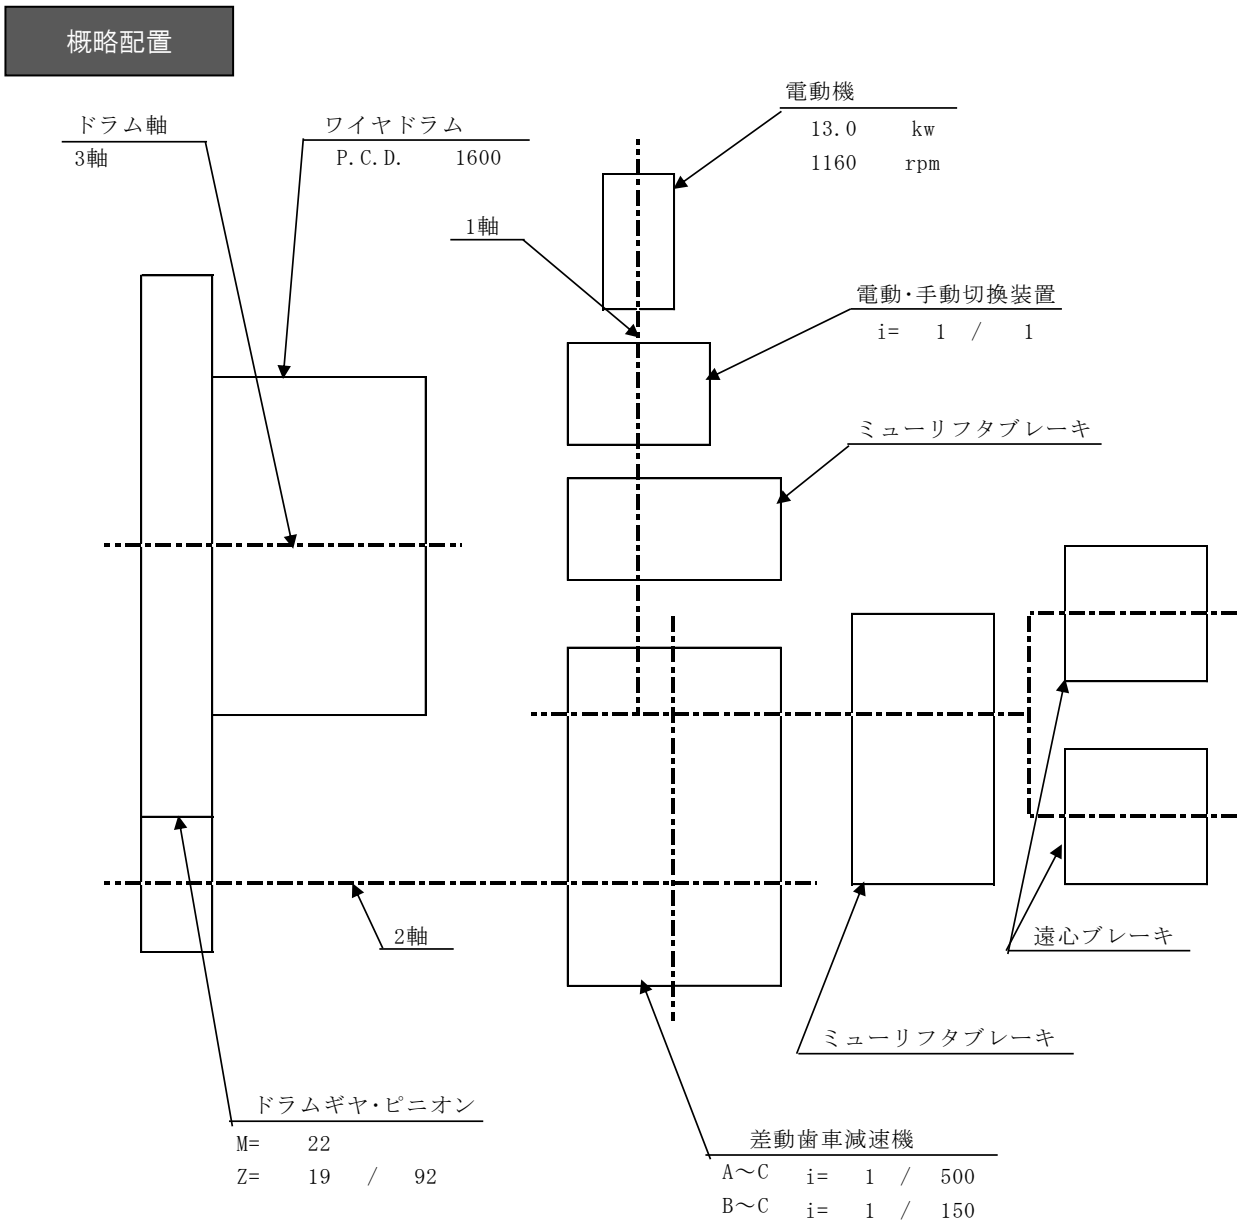 概略配置
電動機
13.0 kw
1160 rpm
ドラム軸
3軸
ワイヤドラム
P.C.D. 1600
1軸
電動・手動切換装置
i= 1 / 1
ミューリフタブレーキ
2軸
遠心ブレーキ
ミューリフタブレーキ
ドラムギヤ・ピニオン
M= 22
Z= 19 / 92
差動歯車減速機
A〜C i= 1 / 500
B〜C i= 1 / 150